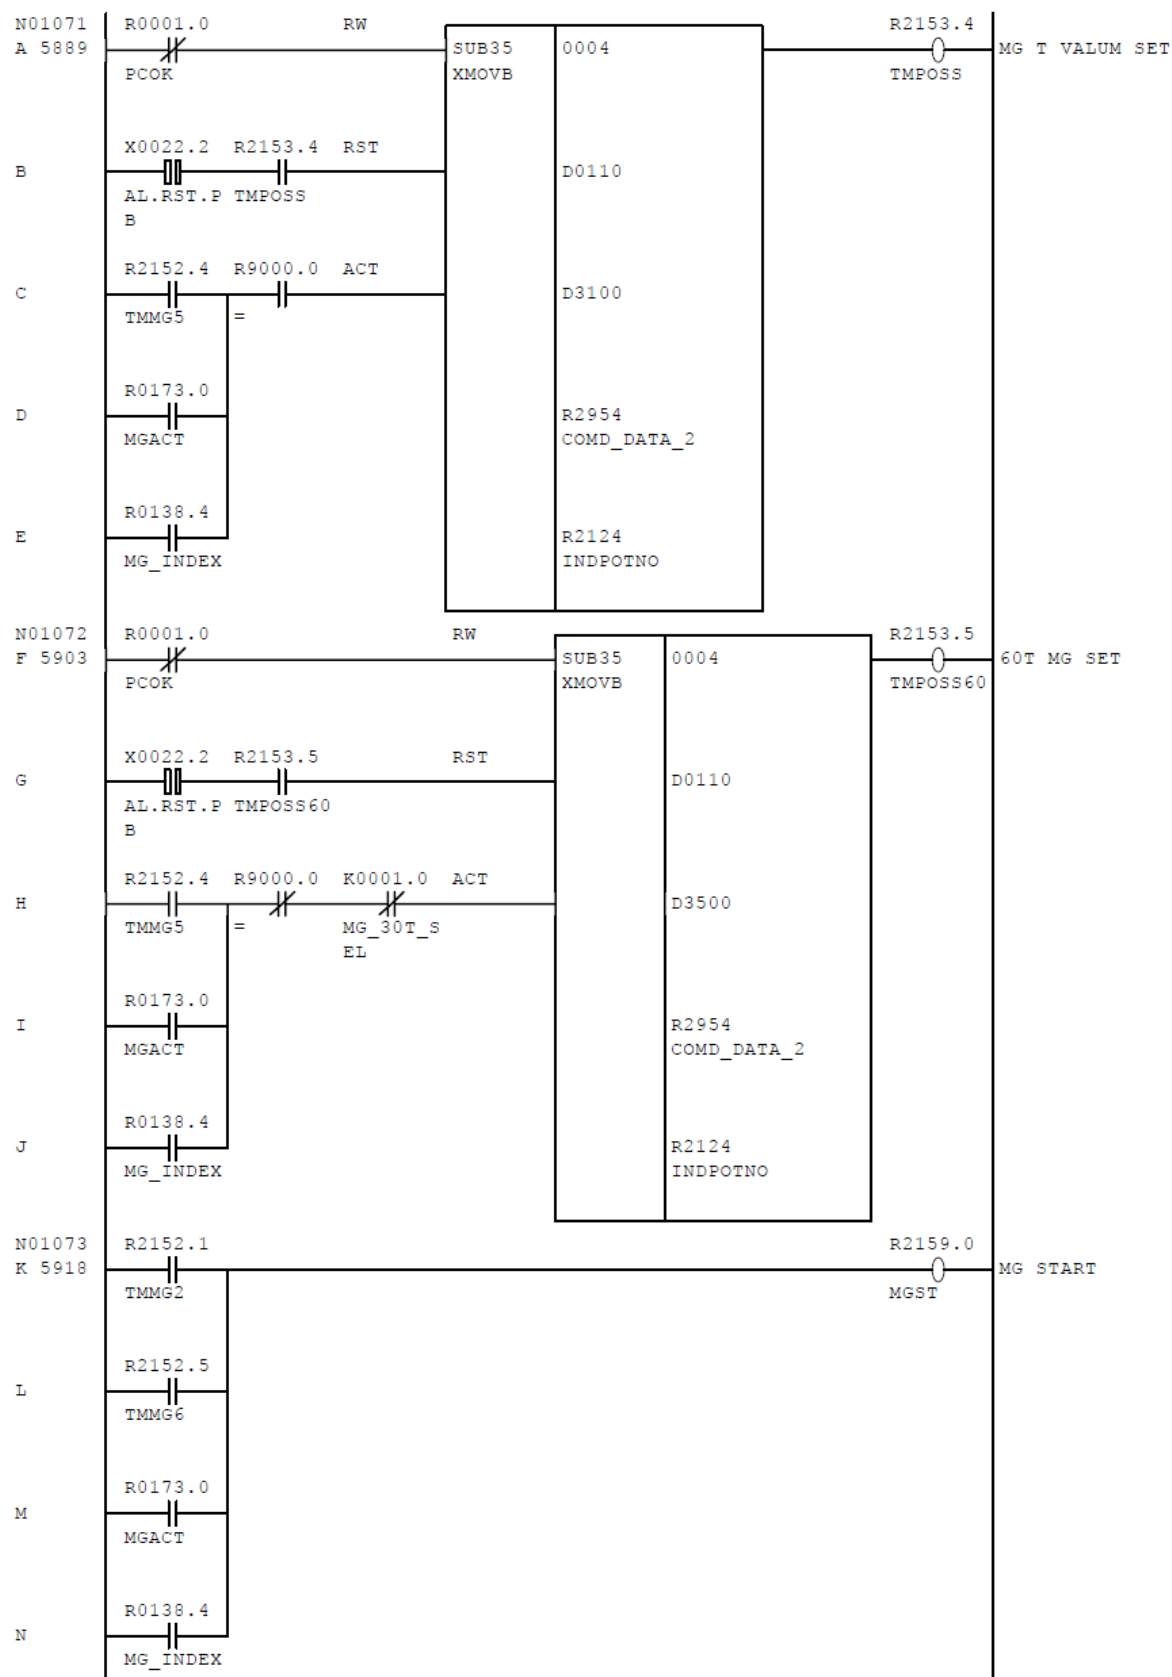 N01071 R0001.0 RW R2153.4
A 5889 SUB35 0004 MG T VALUM SET
PCOK XMOVB TMPOSS
X0022.2 R2153.4 RST
B D0110
AL.RST.P TMPOSS
B
R2152.4 R9000.0 ACT
C D3100
TMMG5 =
R0173.0
D R2954
MGACT COMD_DATA_2
R0138.4
E R2124
MG_INDEX INDPOTNO
N01072 R0001.0 RW R2153.5
F 5903 SUB35 0004 60T MG SET
PCOK XMOVB TMPOSS60
X0022.2 R2153.5 RST
G D0110
AL.RST.P TMPOSS60
B
R2152.4 R9000.0 K0001.0 ACT
H D3500
TMMG5 = MG_30T_S
EL
R0173.0
I R2954
MGACT COMD_DATA_2
R0138.4
J R2124
MG_INDEX INDPOTNO
N01073 R2152.1 R2159.0
K 5918 MG START
TMMG2 MGST
R2152.5
L
TMMG6
R0173.0
M
MGACT
R0138.4
N
MG_INDEX